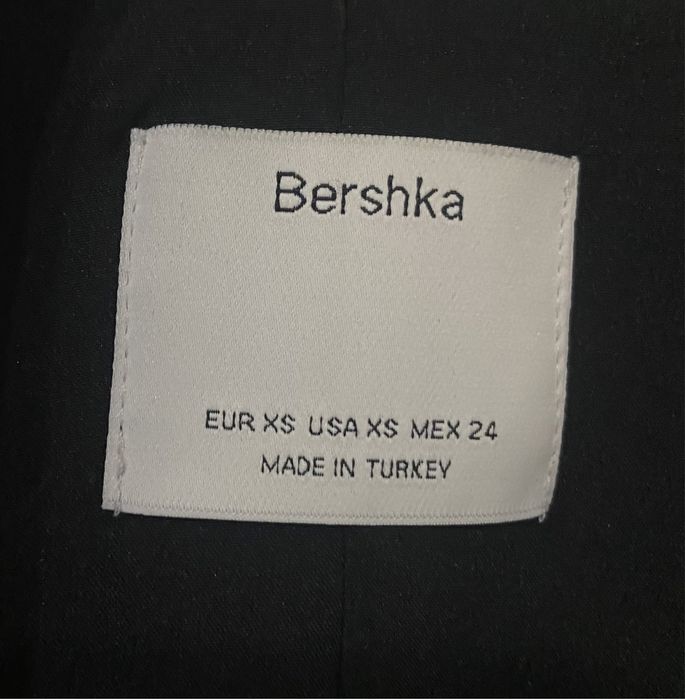 Bershka
EUR XS USA XS MEX 24
MADE IN TURKEY